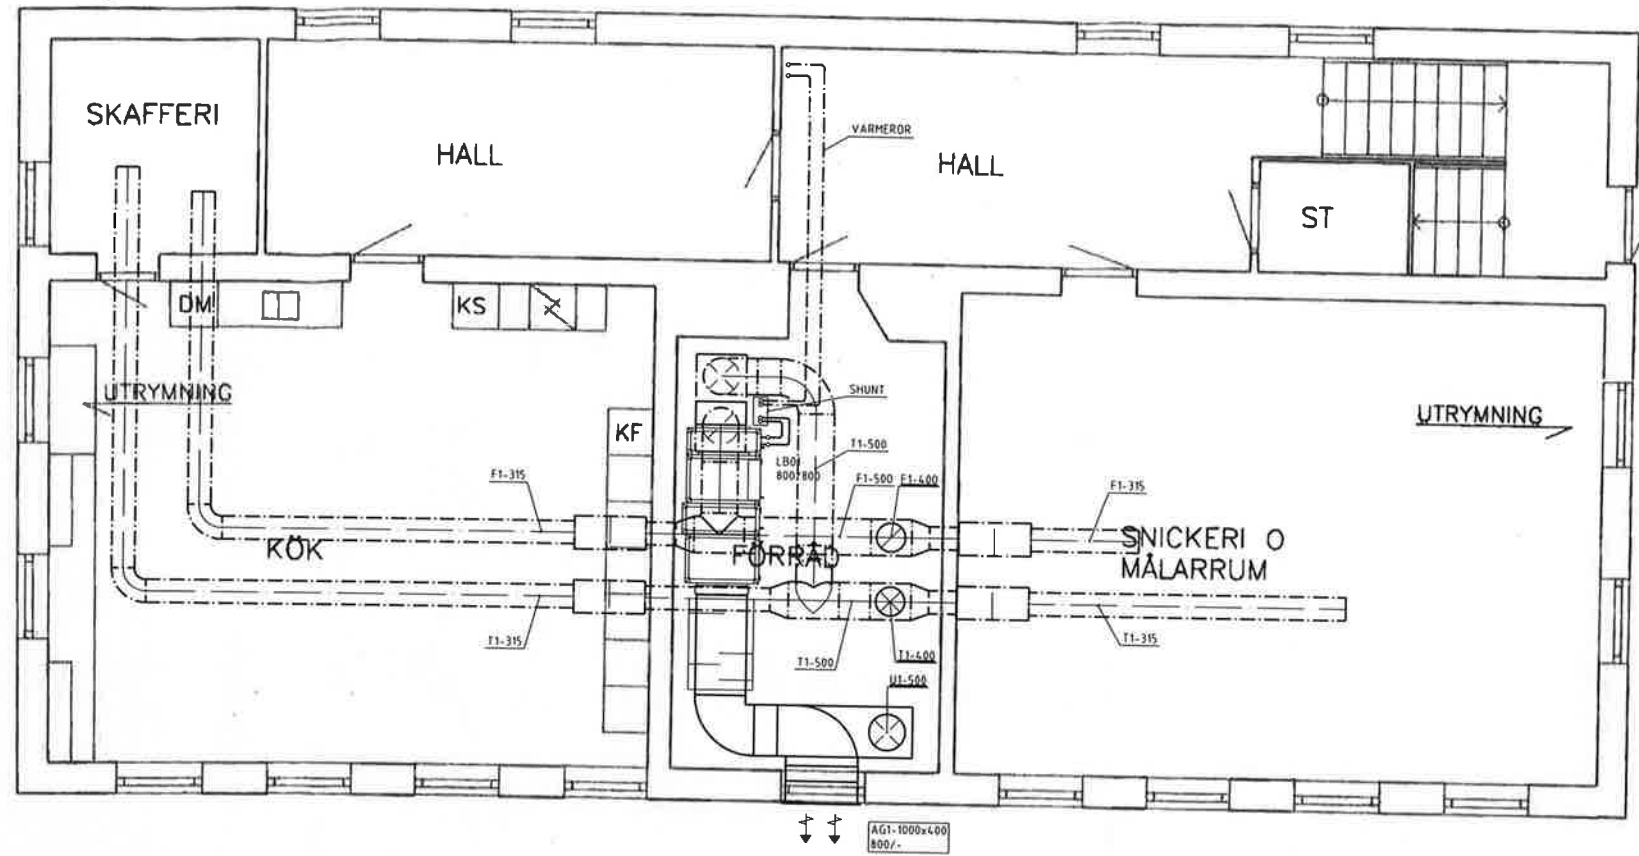 SKAFFERI
HALL
VARMEROR
HALL
ST
DM
KS
UTRYMNING
KF
SHUNT
UTRYMNING
T1-500
LB01
800/800
F1-315
F1-500
F1-400
F1-315
KÖK
FÖRRÅD
SNICKERI O
MÅLARRUM
T1-315
T1-500
T1-400
T1-315
U1-500
AG1-1000x400
800/-